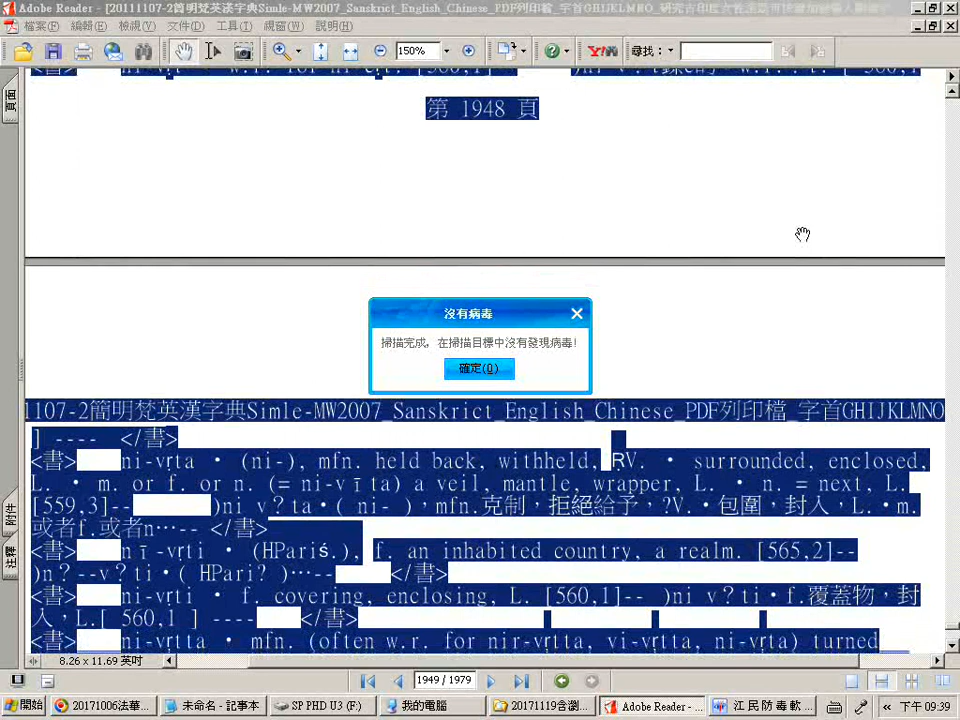 Adobe Reader - [20111107-2簡明梵英漢字典Simle-MW2007_Sanskrict_English_Chinese_PDF列印檔_字首GHIJKLMNO
檔案(F) 編輯(E) 檢視(V) 文件(D) 工具(T) 視窗(W) 說明(H)
150% 尋找：
頁面
第 1948 頁
沒有病毒
掃描完成，在掃描目標中沒有發現病毒!
確定(O)
1107-2簡明梵英漢字典Simle-MW2007_Sanskrict_English_Chinese_PDF列印檔_字首GHIJKLMNO
] ---- </書>
<書> ni-vṛta • (ni-), mfn. held back, withheld, ṚV. • surrounded, enclosed,
L. • m. or f. or n. (= ni-vīta) a veil, mantle, wrapper, L. • n. = next, L.
[559,3]-- )ni v？ta•( ni- )，mfn.克制，拒絕給予，?V.•包圍，封入，L.•m.
或者f.或者n…-- </書>
<書> nī-vṛti • (HPariś.), f. an inhabited country, a realm. [565,2]--
)n？--v？ti•( HPari? )…-- </書>
<書> ni-vṛti • f. covering, enclosing, L. [560,1]-- )ni v？ti•f.覆蓋物，封
入，L.[ 560,1 ] ---- </書>
<書> ni-vṛtta • mfn. (often w.r. for nir-vṛtta, vi-vṛtta, ni-vṛta) turned
附件
注釋
8.26 x 11.69 英吋
1949 / 1979
開始 20171006法華... 未命名 - 記事本 SP PHD U3 (F:) 我的電腦 20171119含瀏... Adobe Reader - ... 江 民 防 毒 軟 ... « 下午 09:39